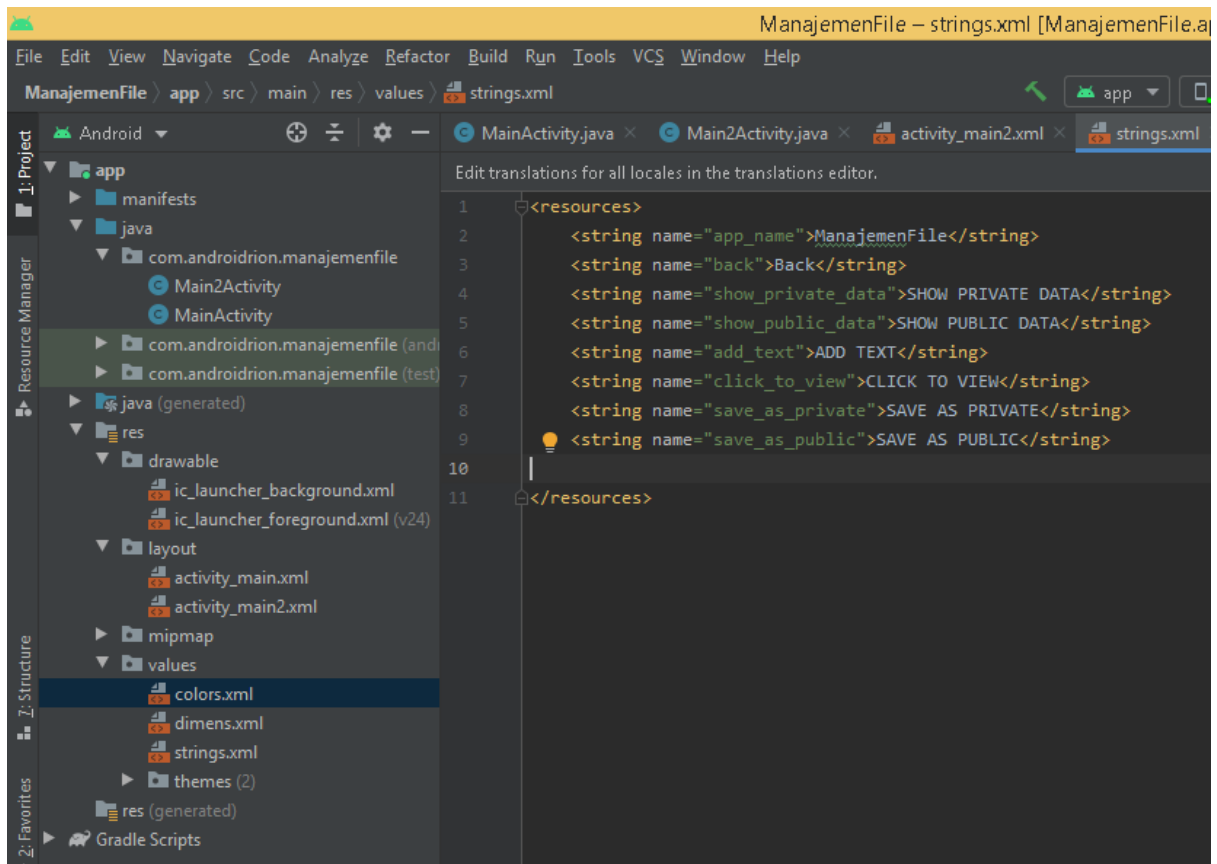 ManajemenFile – strings.xml [ManajemenFile.ap
File Edit View Navigate Code Analyze Refactor Build Run Tools VCS Window Help
ManajemenFile app src main res values strings.xml
app
1: Project
Resource Manager
7: Structure
2: Favorites
Android
app
manifests
java
com.androidrion.manajemenfile
Main2Activity
MainActivity
com.androidrion.manajemenfile (andr
com.androidrion.manajemenfile (test)
java (generated)
res
drawable
ic_launcher_background.xml
ic_launcher_foreground.xml (v24)
layout
activity_main.xml
activity_main2.xml
mipmap
values
colors.xml
dimens.xml
strings.xml
themes (2)
res (generated)
Gradle Scripts
MainActivity.java Main2Activity.java activity_main2.xml strings.xml
Edit translations for all locales in the translations editor.
1 <resources>
2 <string name="app_name">ManajemenFile</string>
3 <string name="back">Back</string>
4 <string name="show_private_data">SHOW PRIVATE DATA</string>
5 <string name="show_public_data">SHOW PUBLIC DATA</string>
6 <string name="add_text">ADD TEXT</string>
7 <string name="click_to_view">CLICK TO VIEW</string>
8 <string name="save_as_private">SAVE AS PRIVATE</string>
9 <string name="save_as_public">SAVE AS PUBLIC</string>
10
11 </resources>